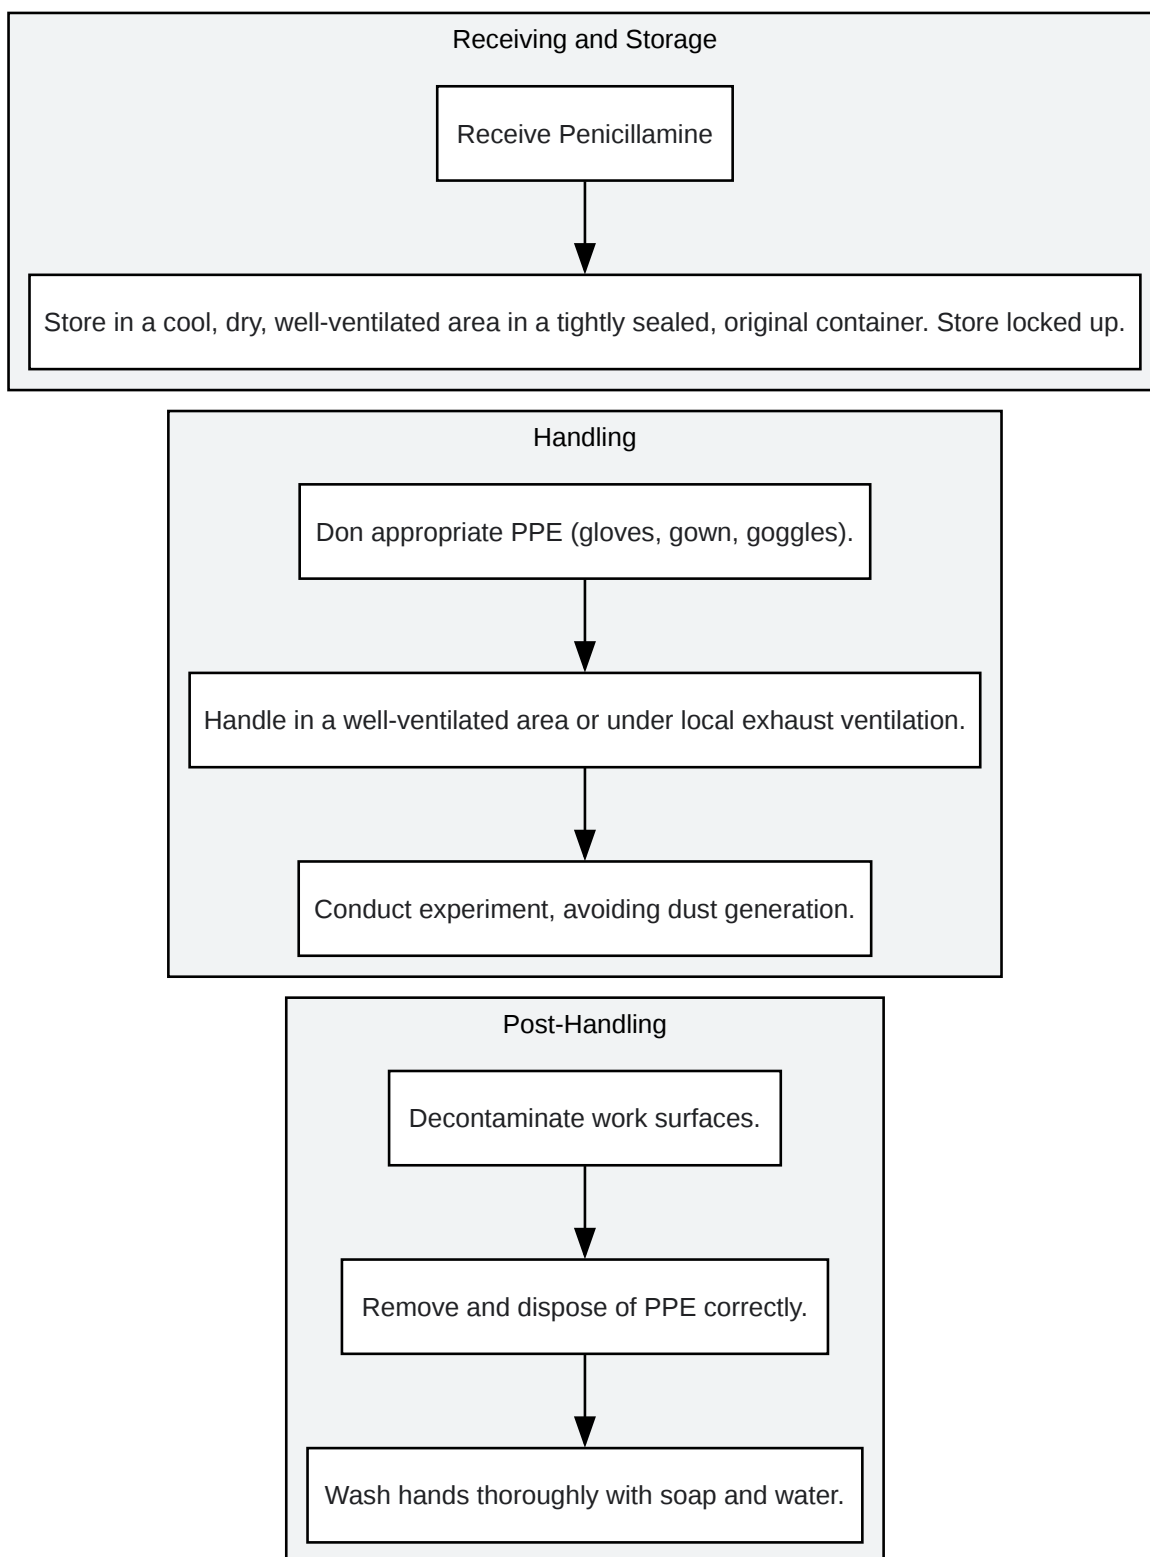 Receiving and Storage
Receive Penicillamine
Store in a cool, dry, well-ventilated area in a tightly sealed, original container. Store locked up.
Handling
Don appropriate PPE (gloves, gown, goggles).
Handle in a well-ventilated area or under local exhaust ventilation.
Conduct experiment, avoiding dust generation.
Post-Handling
Decontaminate work surfaces.
Remove and dispose of PPE correctly.
Wash hands thoroughly with soap and water.